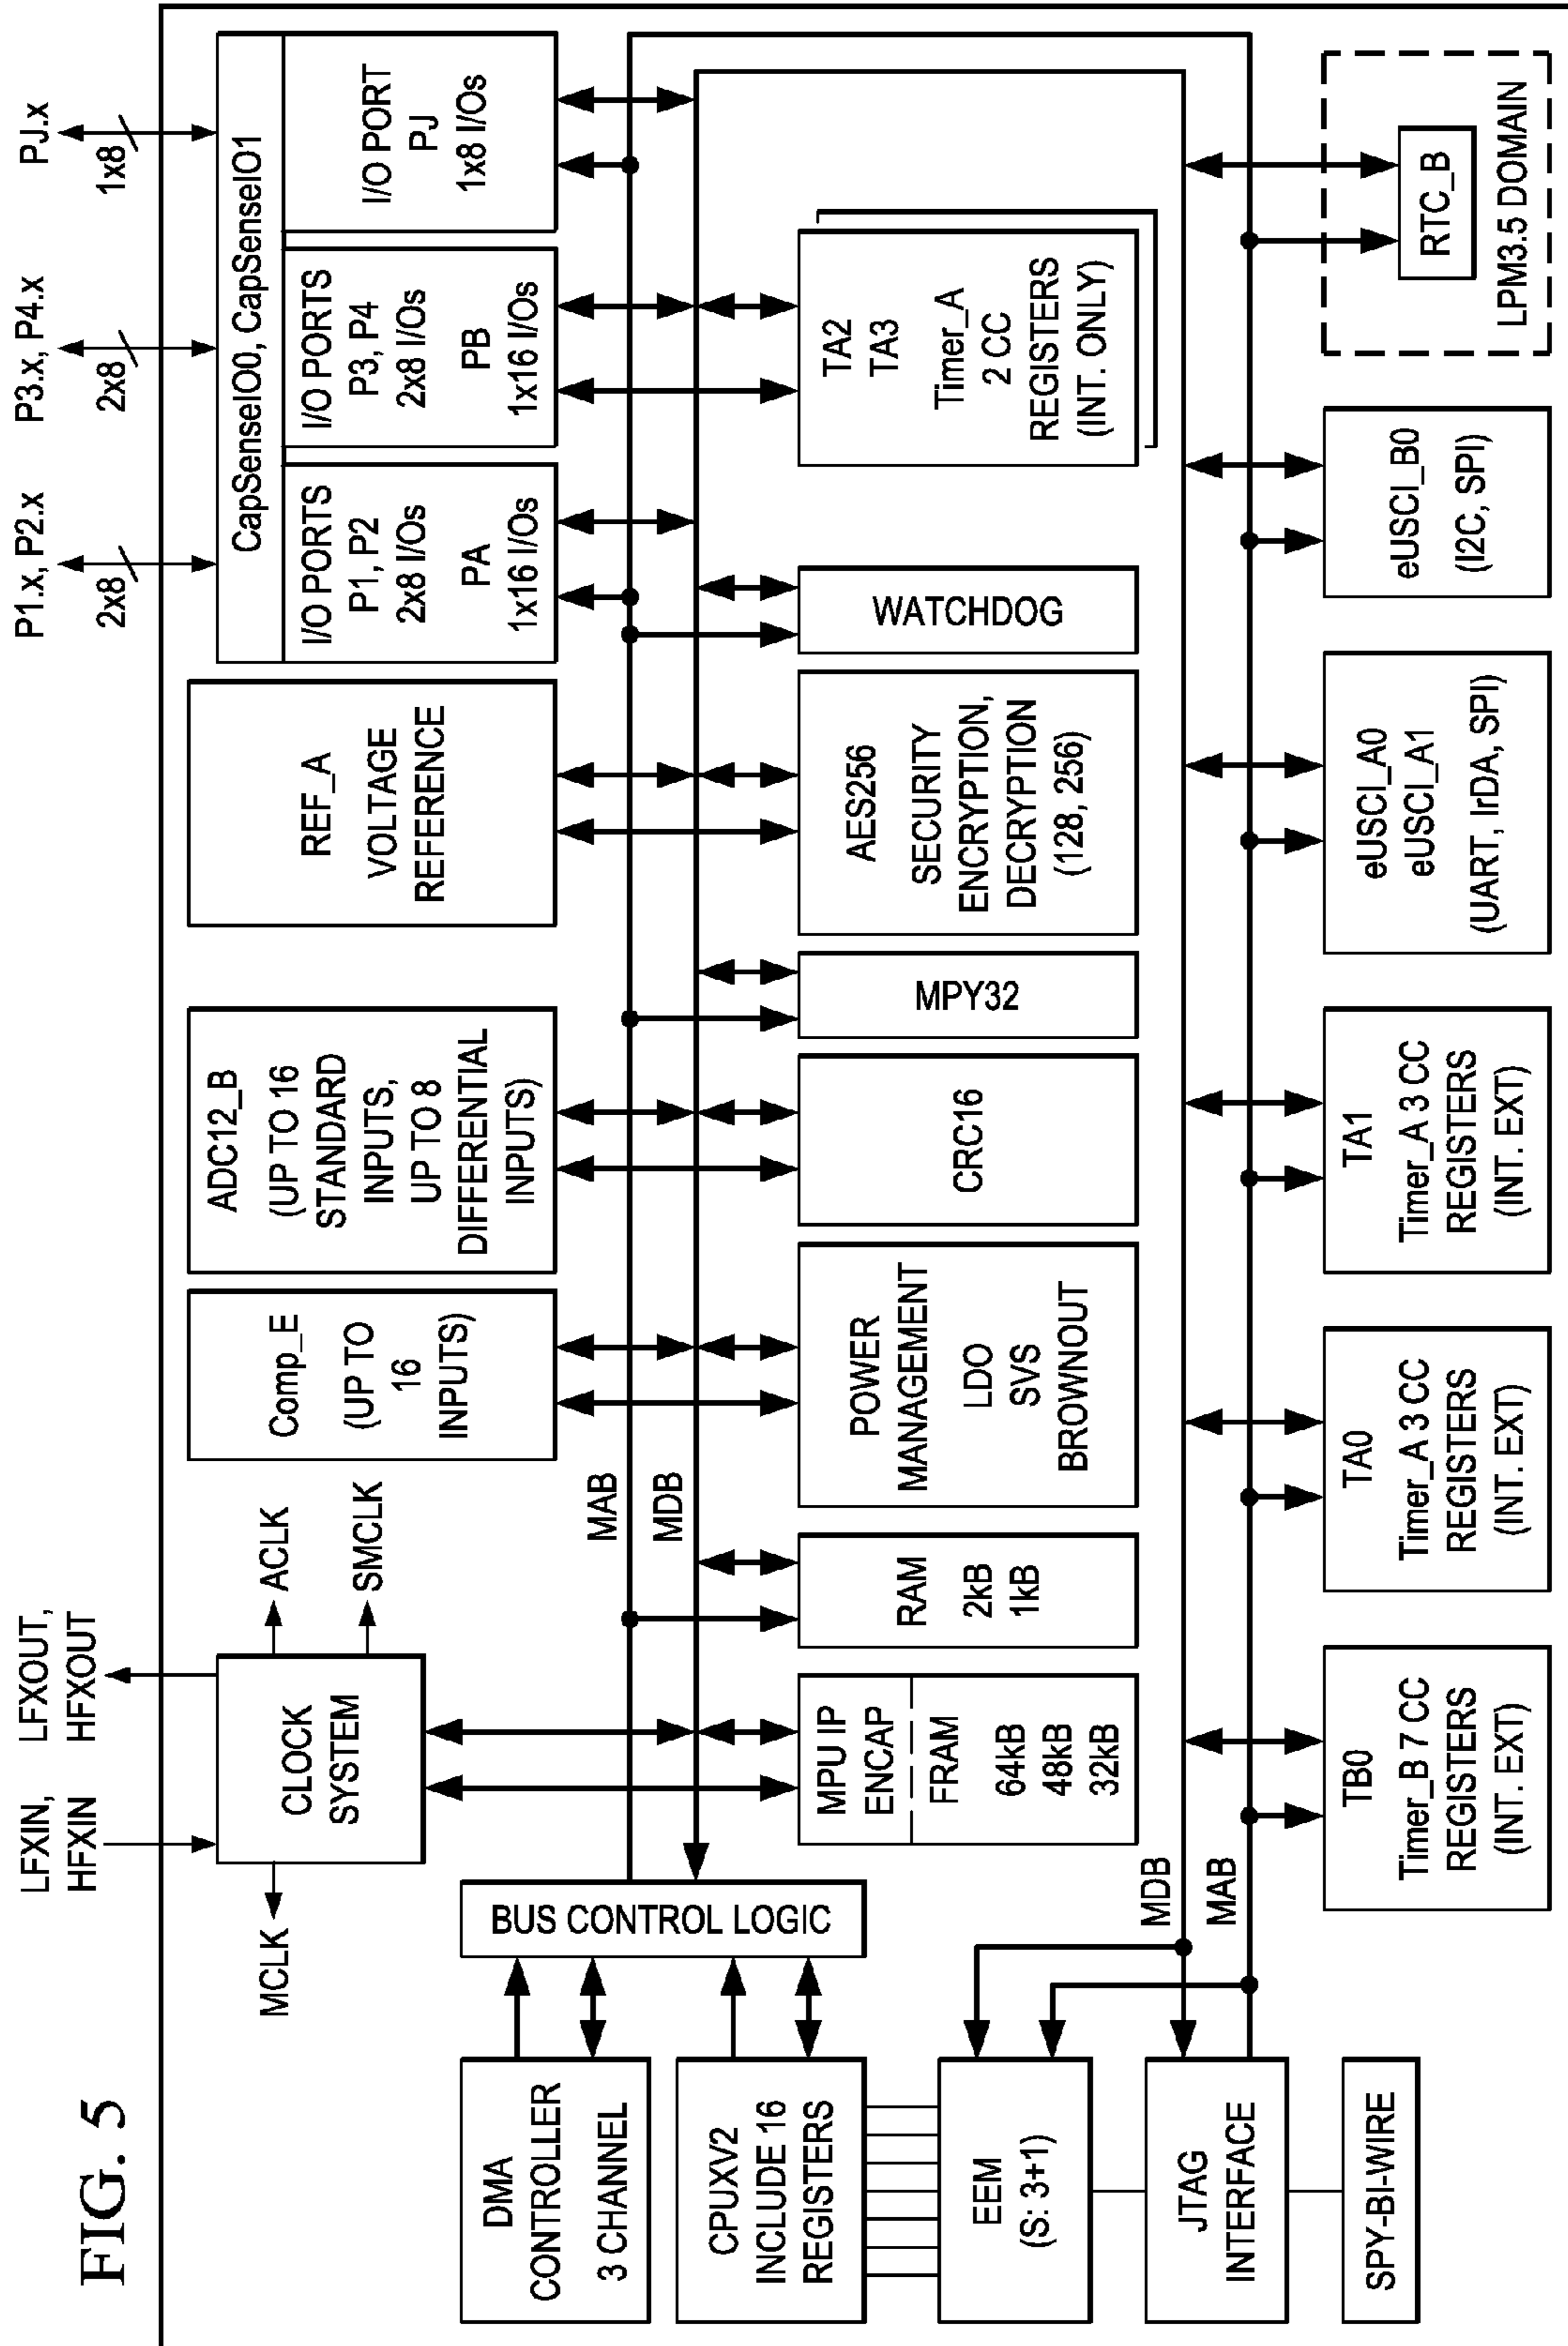 FIG. 5
LFXIN,
HFXIN
LFXOUT,
HFXOUT
P1.x, P2.x
P3.x, P4.x
PJ.x
2x8
2x8
1x8
MCLK
CLOCK
SYSTEM
ACLK
SMCLK
Comp_E
(UP TO
16
INPUTS)
ADC12_B
(UP TO 16
STANDARD
INPUTS,
UP TO 8
DIFFERENTIAL
INPUTS)
REF_A
VOLTAGE
REFERENCE
CapSenseIO0, CapSenseIO1
I/O PORTS
P1, P2
2x8 I/Os
PA
1x16 I/Os
I/O PORTS
P3, P4
2x8 I/Os
PB
1x16 I/Os
I/O PORT
PJ
1x8 I/Os
DMA
CONTROLLER
3 CHANNEL
BUS CONTROL LOGIC
MAB
MDB
CPUXV2
INCLUDE 16
REGISTERS
MPU IP
ENCAP
FRAM
64kB
48kB
32kB
RAM
2kB
1kB
POWER
MANAGEMENT
LDO
SVS
BROWNOUT
CRC16
MPY32
AES256
SECURITY
ENCRYPTION,
DECRYPTION
(128, 256)
WATCHDOG
TA2
TA3
Timer_A
2 CC
REGISTERS
(INT. ONLY)
EEM
(S: 3+1)
MDB
MAB
JTAG
INTERFACE
SPY-BI-WIRE
TB0
Timer_B 7 CC
REGISTERS
(INT. EXT)
TA0
Timer_A 3 CC
REGISTERS
(INT. EXT)
TA1
Timer_A 3 CC
REGISTERS
(INT. EXT)
eUSCI_A0
eUSCI_A1
(UART, IrDA, SPI)
eUSCI_B0
(I2C, SPI)
RTC_B
LPM3.5 DOMAIN